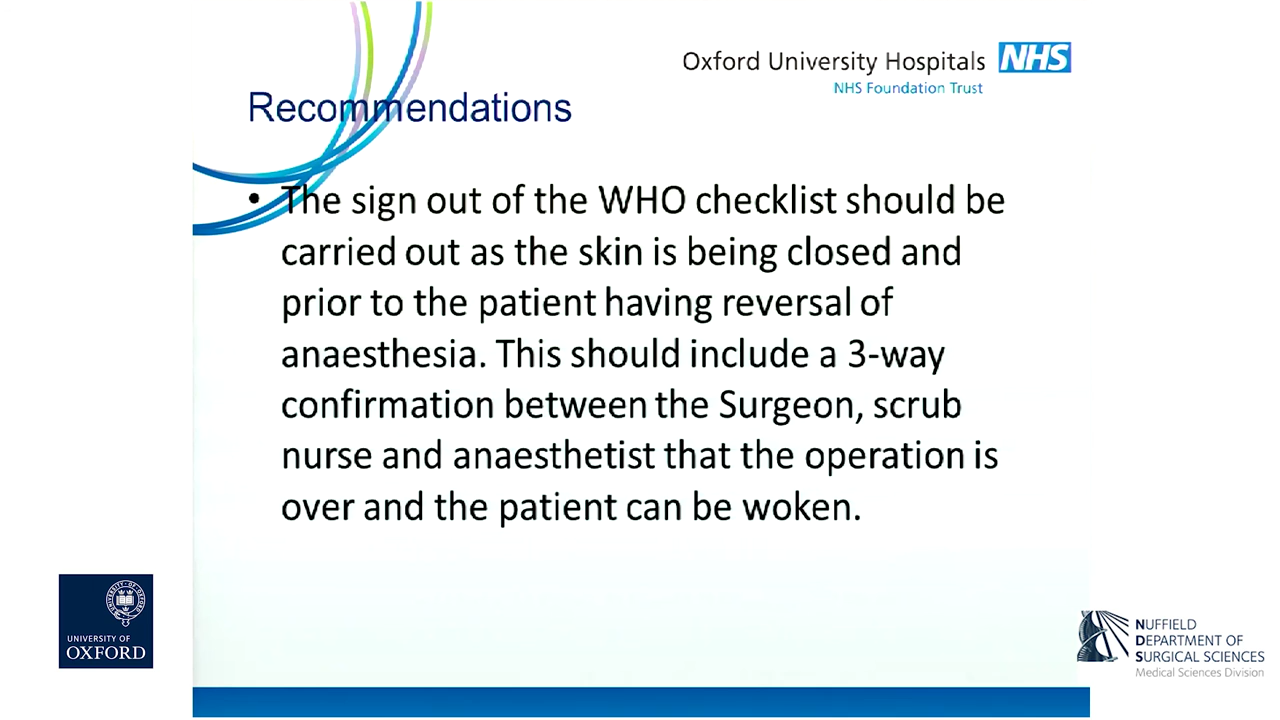 Oxford University Hospitals NHS
NHS Foundation Trust
Recommendations
• The sign out of the WHO checklist should be
carried out as the skin is being closed and
prior to the patient having reversal of
anaesthesia. This should include a 3-way
confirmation between the Surgeon, scrub
nurse and anaesthetist that the operation is
over and the patient can be woken.
UNIVERSITY OF
OXFORD
NUFFIELD
DEPARTMENT OF
SURGICAL SCIENCES
Medical Sciences Division